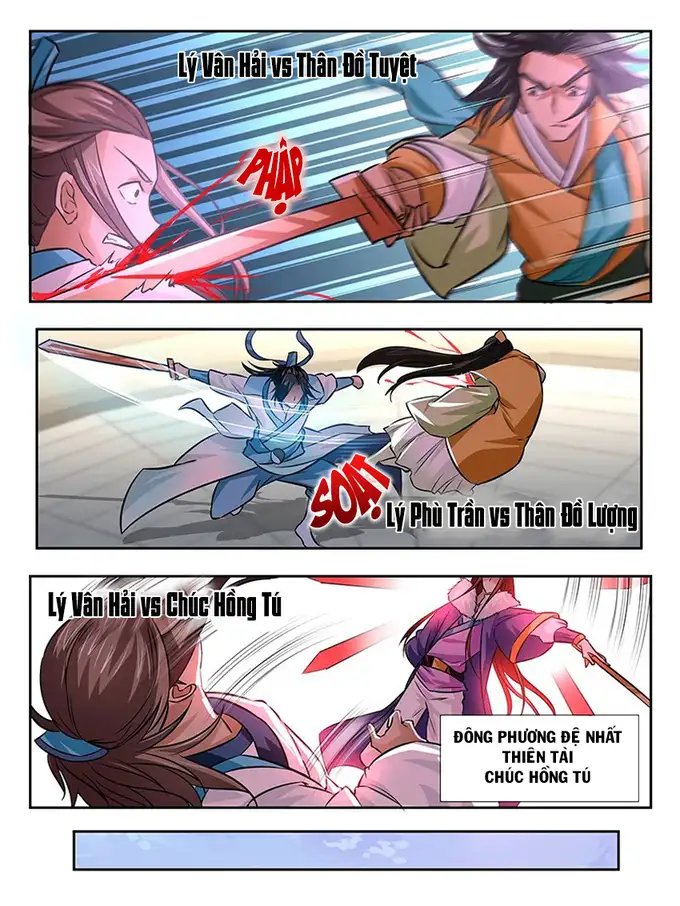 Lý Vân Hải vs Thân Đồ Tuyệt
PHẬP
SOẠT
Lý Phù Trần vs Thân Đồ Lượng
Lý Vân Hải vs Chúc Hồng Tú
ĐÔNG PHƯƠNG ĐỆ NHẤT
THIÊN TÀI
CHÚC HỒNG TÚ